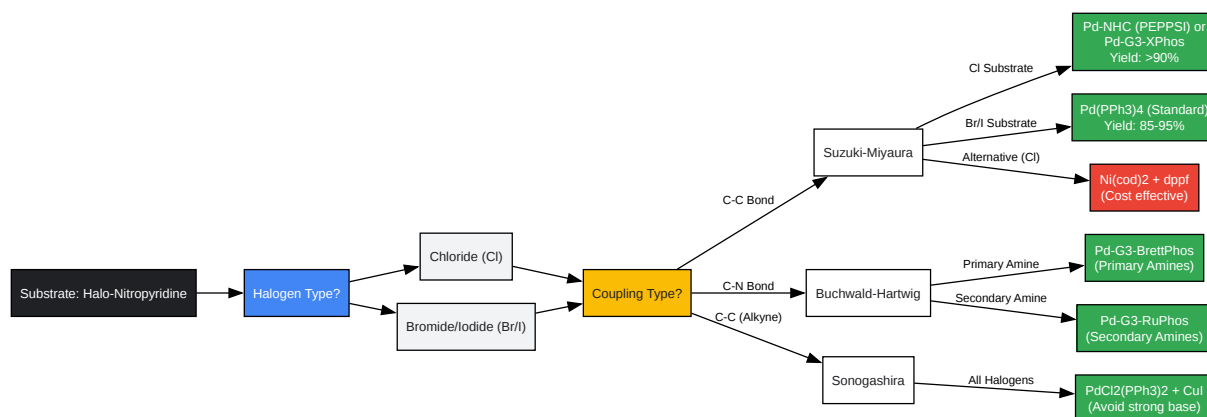 Pd-NHC (PEPPSI) or
Pd-G3-XPhos
Yield: >90%
Cl Substrate
Pd(PPh3)4 (Standard)
Yield: 85-95%
Br/I Substrate
Suzuki-Miyaura
Alternative (Cl)
Ni(cod)2 + dppf
(Cost effective)
C-C Bond
Chloride (Cl)
Pd-G3-BrettPhos
(Primary Amines)
Primary Amine
Substrate: Halo-Nitropyridine
Halogen Type?
Coupling Type?
C-N Bond
Buchwald-Hartwig
Secondary Amine
C-C (Alkyne)
Bromide/Iodide (Br/I)
Pd-G3-RuPhos
(Secondary Amines)
Sonogashira
All Halogens
PdCl2(PPh3)2 + CuI
(Avoid strong base)